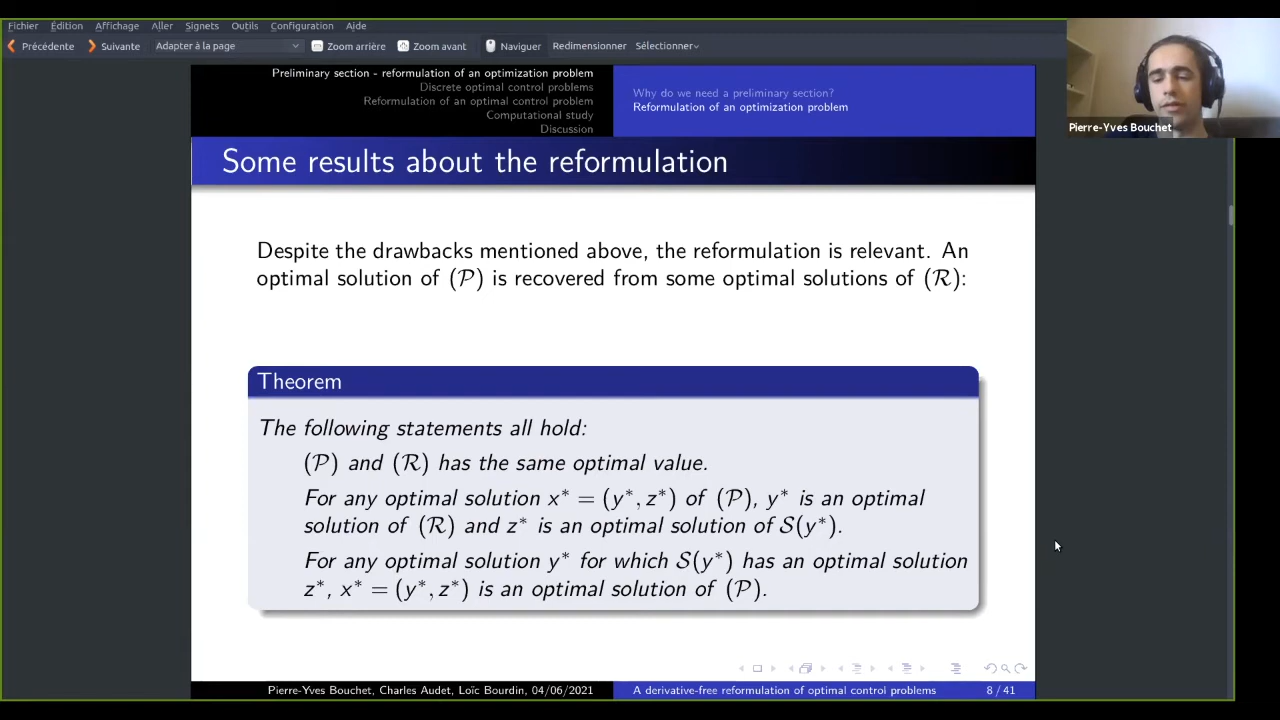 Fichier Édition Affichage Aller Signets Outils Configuration Aide
Précédente Suivante Adapter à la page Zoom arrière Zoom avant Naviguer Redimensionner Sélectionner
Pierre-Yves Bouchet
Preliminary section - reformulation of an optimization problem
Discrete optimal control problems
Reformulation of an optimal control problem
Computational study
Discussion
Why do we need a preliminary section?
Reformulation of an optimization problem
Some results about the reformulation
Despite the drawbacks mentioned above, the reformulation is relevant. An
optimal solution of (𝒫) is recovered from some optimal solutions of (ℛ):
Theorem
The following statements all hold:
(𝒫) and (ℛ) has the same optimal value.
For any optimal solution x* = (y*, z*) of (𝒫), y* is an optimal
solution of (ℛ) and z* is an optimal solution of 𝒮(y*).
For any optimal solution y* for which 𝒮(y*) has an optimal solution
z*, x* = (y*, z*) is an optimal solution of (𝒫).
Pierre-Yves Bouchet, Charles Audet, Loïc Bourdin, 04/06/2021
A derivative-free reformulation of optimal control problems
8 / 41